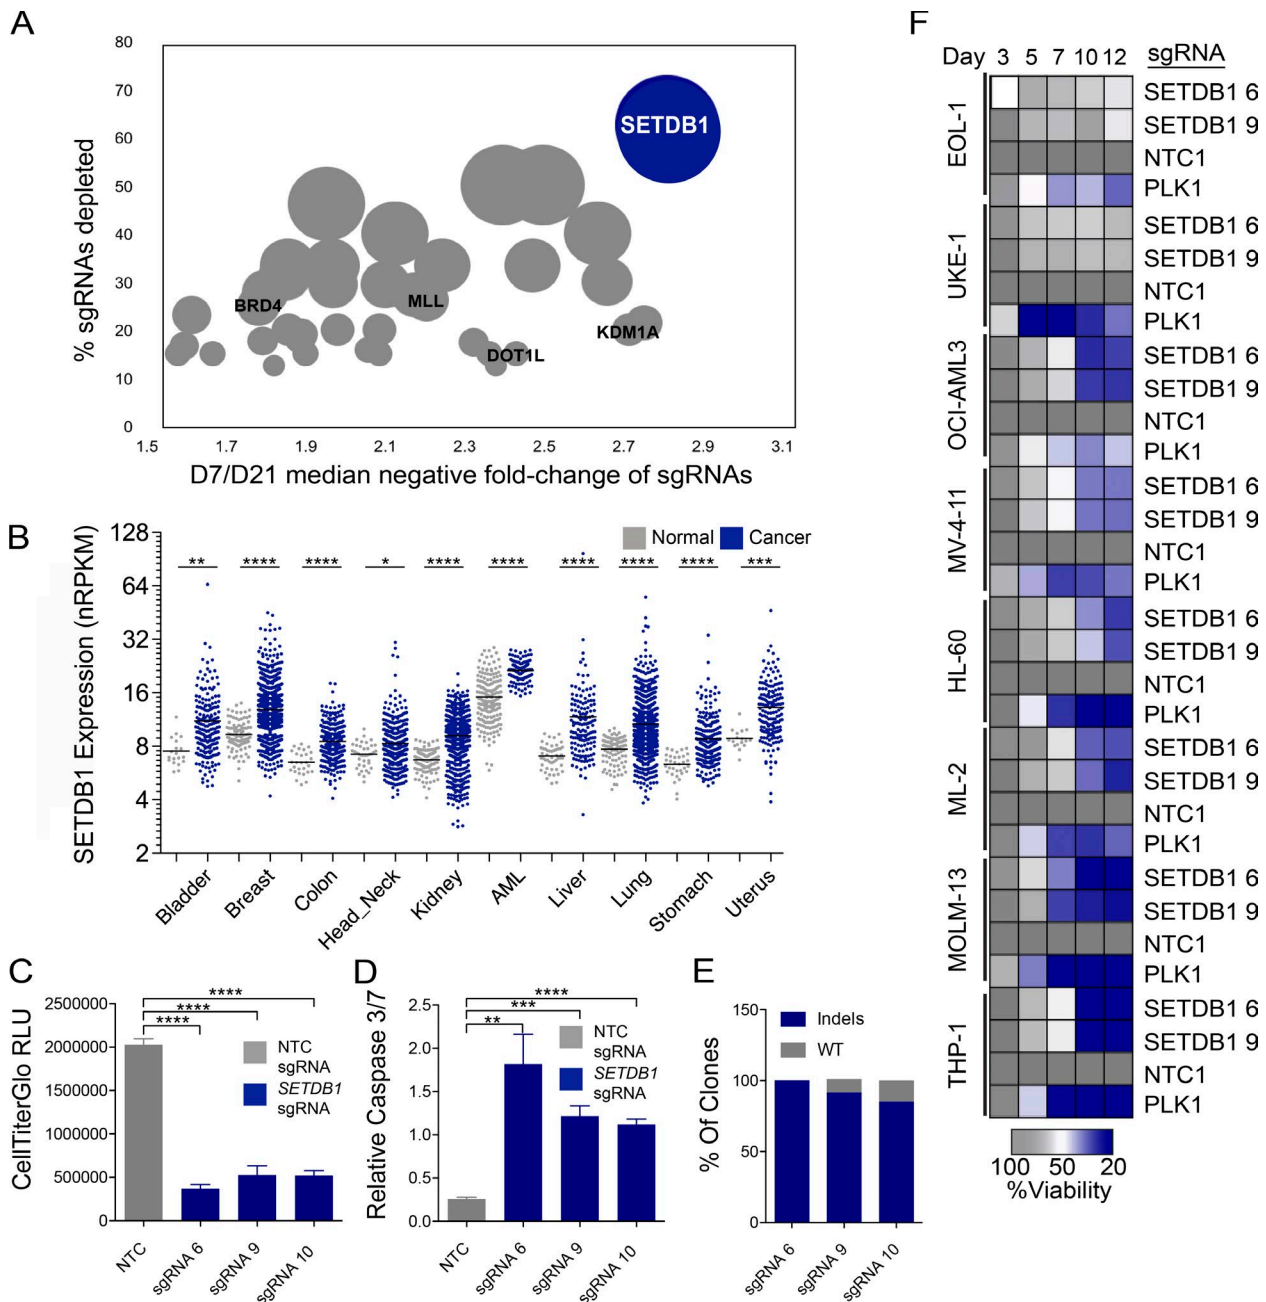 A
80
70
60
50
40
30
20
10
0
% sgRNAs depleted
SETDB1
BRD4
MLL
DOT1L
KDM1A
1.5 1.7 1.9 2.1 2.3 2.5 2.7 2.9 3.1
D7/D21 median negative fold-change of sgRNAs
B
Normal Cancer
128
64
32
16
8
4
2
SETDB1 Expression (nRPKM)
** **** **** * **** **** **** **** **** ***
Bladder Breast Colon Head_Neck Kidney AML Liver Lung Stomach Uterus
C
2500000
2000000
1500000
1000000
500000
0
CellTiterGlo RLU
****
****
****
NTC
sgRNA
SETDB1
sgRNA
NTC sgRNA 6 sgRNA 9 sgRNA 10
D
2.5
2.0
1.5
1.0
0.5
0.0
Relative Caspase 3/7
****
***
**
NTC
sgRNA
SETDB1
sgRNA
NTC sgRNA 6 sgRNA 9 sgRNA 10
E
150
100
50
0
% Of Clones
Indels
WT
sgRNA 6 sgRNA 9 sgRNA 10
F
Day 3 5 7 10 12 sgRNA
EOL-1
SETDB1 6
SETDB1 9
NTC1
PLK1
UKE-1
SETDB1 6
SETDB1 9
NTC1
PLK1
OCI-AML3
SETDB1 6
SETDB1 9
NTC1
PLK1
MV-4-11
SETDB1 6
SETDB1 9
NTC1
PLK1
HL-60
SETDB1 6
SETDB1 9
NTC1
PLK1
ML-2
SETDB1 6
SETDB1 9
NTC1
PLK1
MOLM-13
SETDB1 6
SETDB1 9
NTC1
PLK1
THP-1
SETDB1 6
SETDB1 9
NTC1
PLK1
100 50 20
%Viability